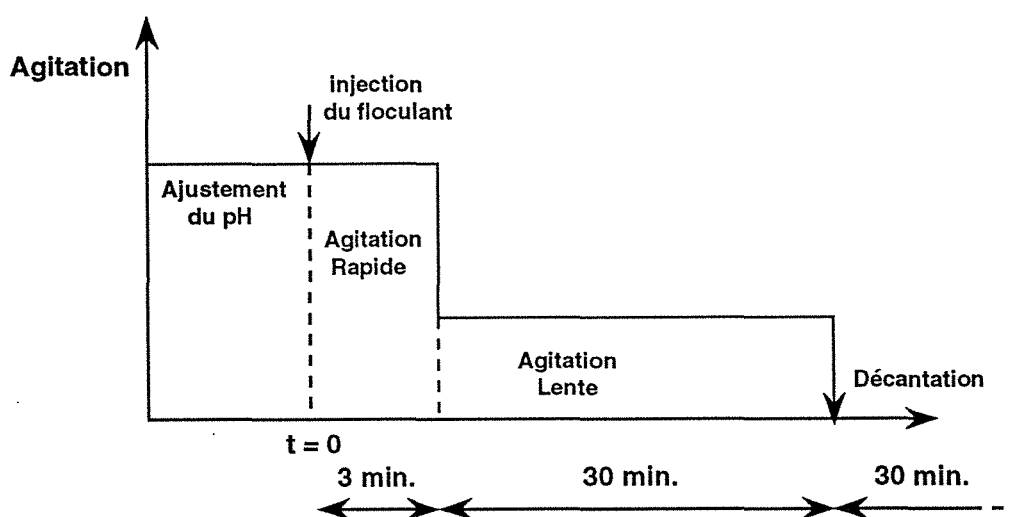 Agitation
injection
du floculant
Ajustement
du pH
Agitation
Rapide
Agitation
Lente
Décantation
t = 0
3 min.
30 min.
30 min.